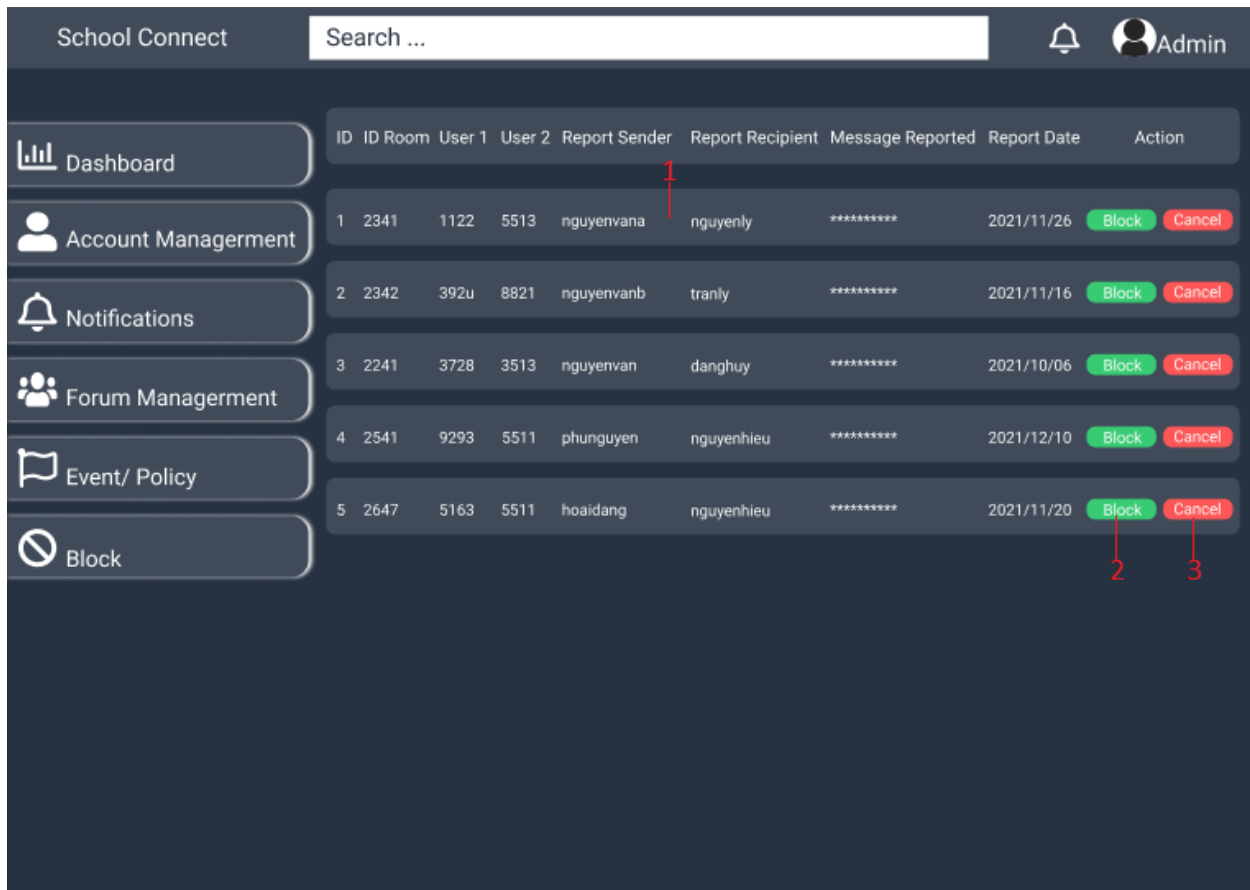 School Connect Search ... Admin
ID ID Room User 1 User 2 Report Sender Report Recipient Message Reported Report Date Action
1
1 2341 1122 5513 nguyenvana nguyenly ********** 2021/11/26 Block Cancel
2 2342 392u 8821 nguyenvanb tranly ********** 2021/11/16 Block Cancel
3 2241 3728 3513 nguyenvan danghuy ********** 2021/10/06 Block Cancel
4 2541 9293 5511 phunguyen nguyenhieu ********** 2021/12/10 Block Cancel
5 2647 5163 5511 hoaidang nguyenhieu ********** 2021/11/20 Block Cancel
2 3
Dashboard
Account Managerment
Notifications
Forum Managerment
Event/ Policy
Block